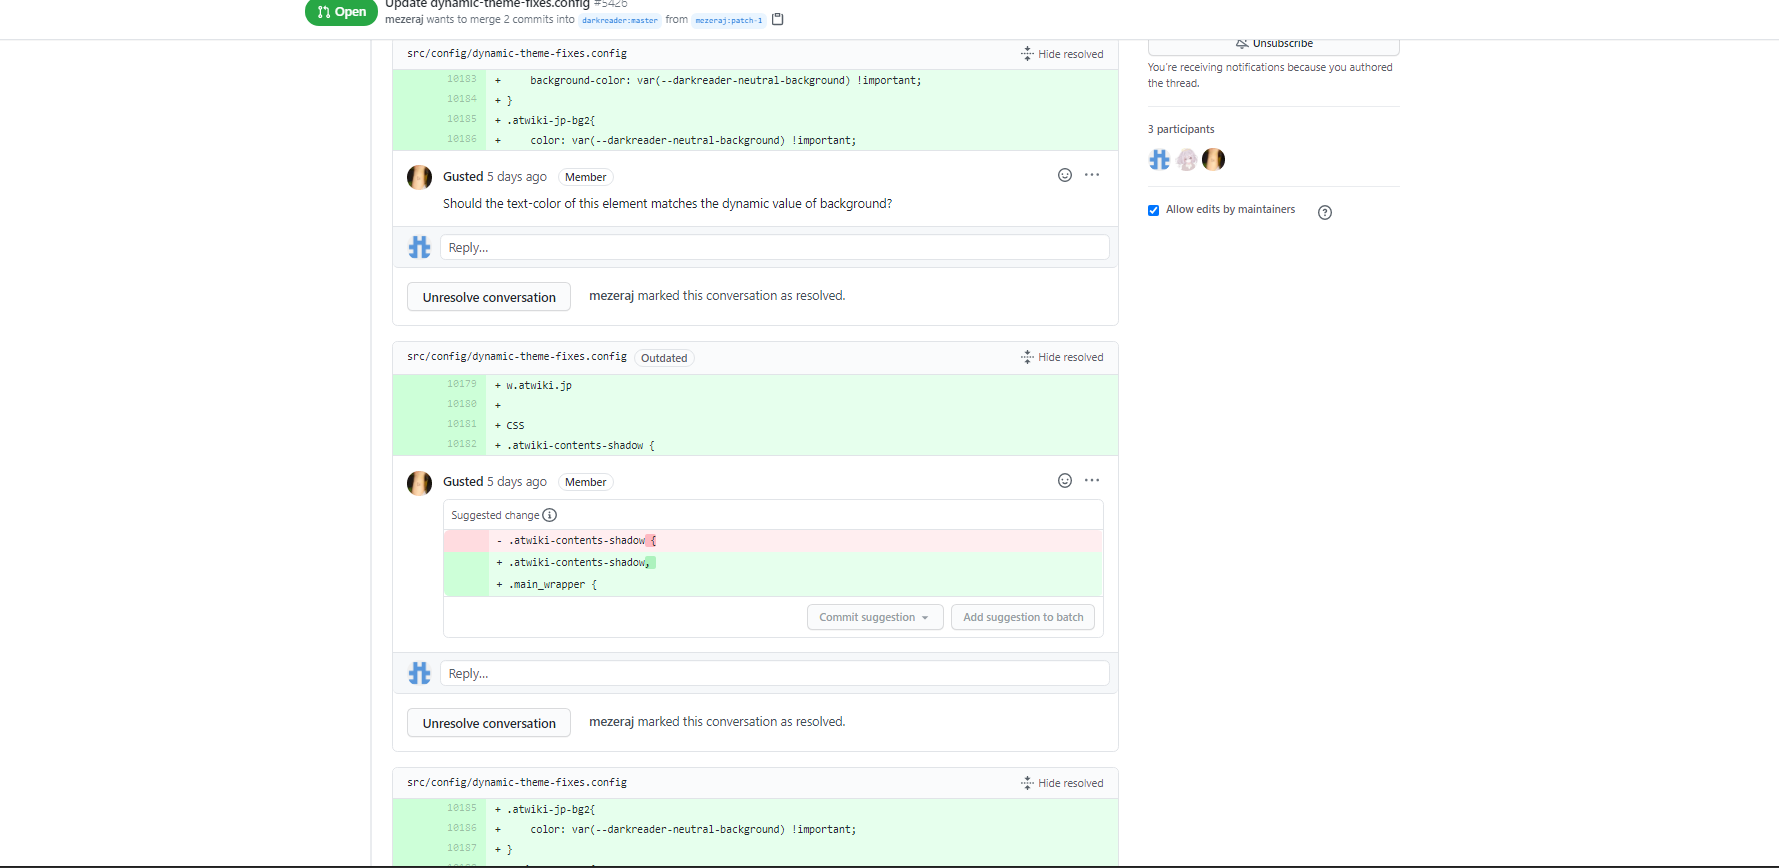 Open
Update dynamic-theme-fixes.config #5426
mezeraj wants to merge 2 commits into darkreader:master from mezeraj:patch-1
src/config/dynamic-theme-fixes.config
Hide resolved
10183 + background-color: var(--darkreader-neutral-background) !important;
10184 + }
10185 + .atwiki-jp-bg2{
10186 + color: var(--darkreader-neutral-background) !important;
Gusted 5 days ago Member
Should the text-color of this element matches the dynamic value of background?
Reply...
Unresolve conversation mezeraj marked this conversation as resolved.
src/config/dynamic-theme-fixes.config Outdated
Hide resolved
10179 + w.atwiki.jp
10180 +
10181 + CSS
10182 + .atwiki-contents-shadow {
Gusted 5 days ago Member
Suggested change
- .atwiki-contents-shadow {
+ .atwiki-contents-shadow,
+ .main_wrapper {
Commit suggestion Add suggestion to batch
Reply...
Unresolve conversation mezeraj marked this conversation as resolved.
src/config/dynamic-theme-fixes.config
Hide resolved
10185 + .atwiki-jp-bg2{
10186 + color: var(--darkreader-neutral-background) !important;
10187 + }
Unsubscribe
You're receiving notifications because you authored
the thread.
3 participants
Allow edits by maintainers